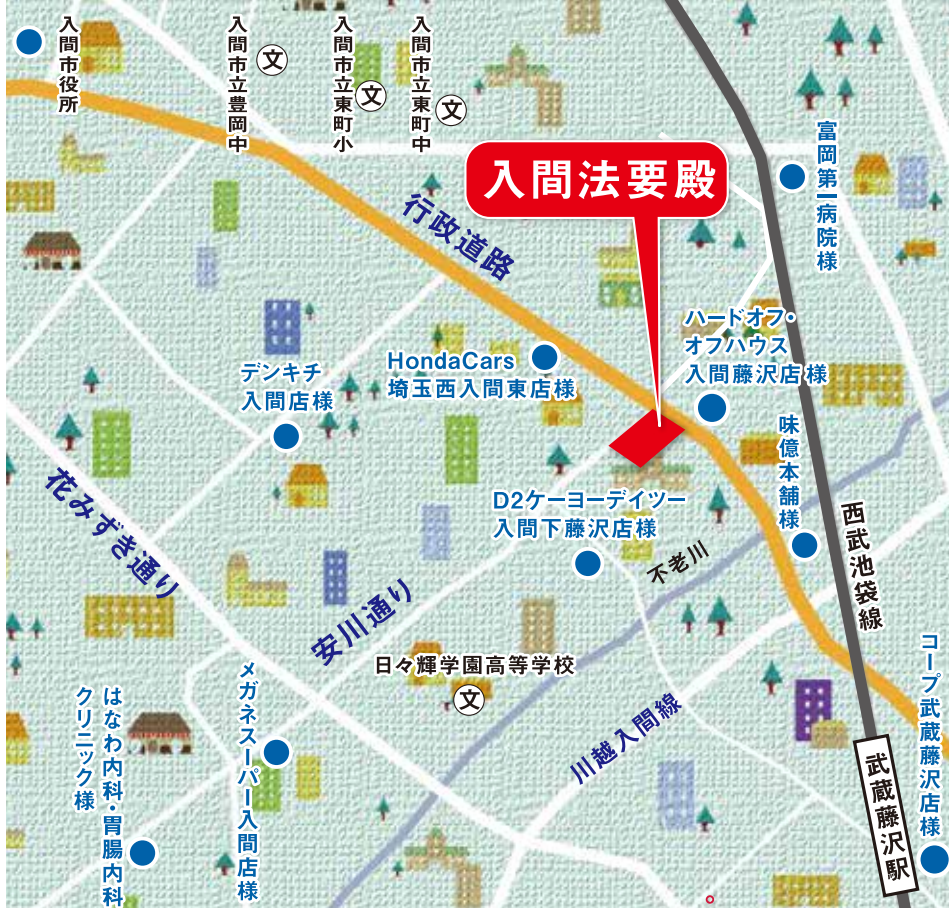 入間市役所
入間市立豊岡中
文
入間市立東町小
文
入間市立東町中
文
富岡第一病院様
入間法要殿
行政道路
ハードオフ・
オフハウス
入間藤沢店様
HondaCars
埼玉西入間東店様
デンキチ
入間店様
味億本舗様
花みずき通り
D2ケーヨーデイツー
入間下藤沢店様
不老川
西武池袋線
安川通り
日々輝学園高等学校
文
川越入間線
コープ武蔵藤沢店様
武蔵藤沢駅
メガネスーパー入間店様
はなわ内科・胃腸内科
クリニック様